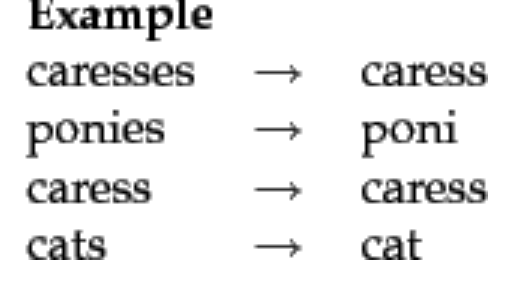 Example
caresses → caress
ponies → poni
caress → caress
cats → cat